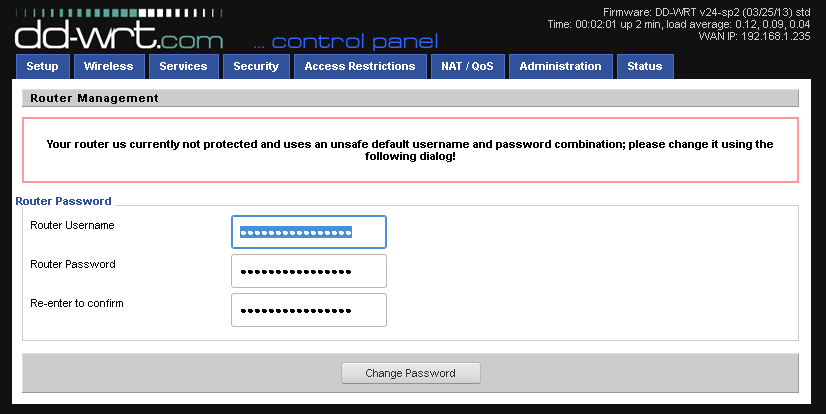 Firmware: DD-WRT v24-sp2 (03/25/13) std
Time: 00:02:01 up 2 min, load average: 0.12, 0.09, 0.04
WAN IP: 192.168.1.235
dd-wrt.com ... control panel
Setup Wireless Services Security Access Restrictions NAT / QoS Administration Status
Router Management
Your router us currently not protected and uses an unsafe default username and password combination; please change it using the
following dialog!
Router Password
Router Username ••••••••••••••••
Router Password ••••••••••••••••
Re-enter to confirm ••••••••••••••••
Change Password